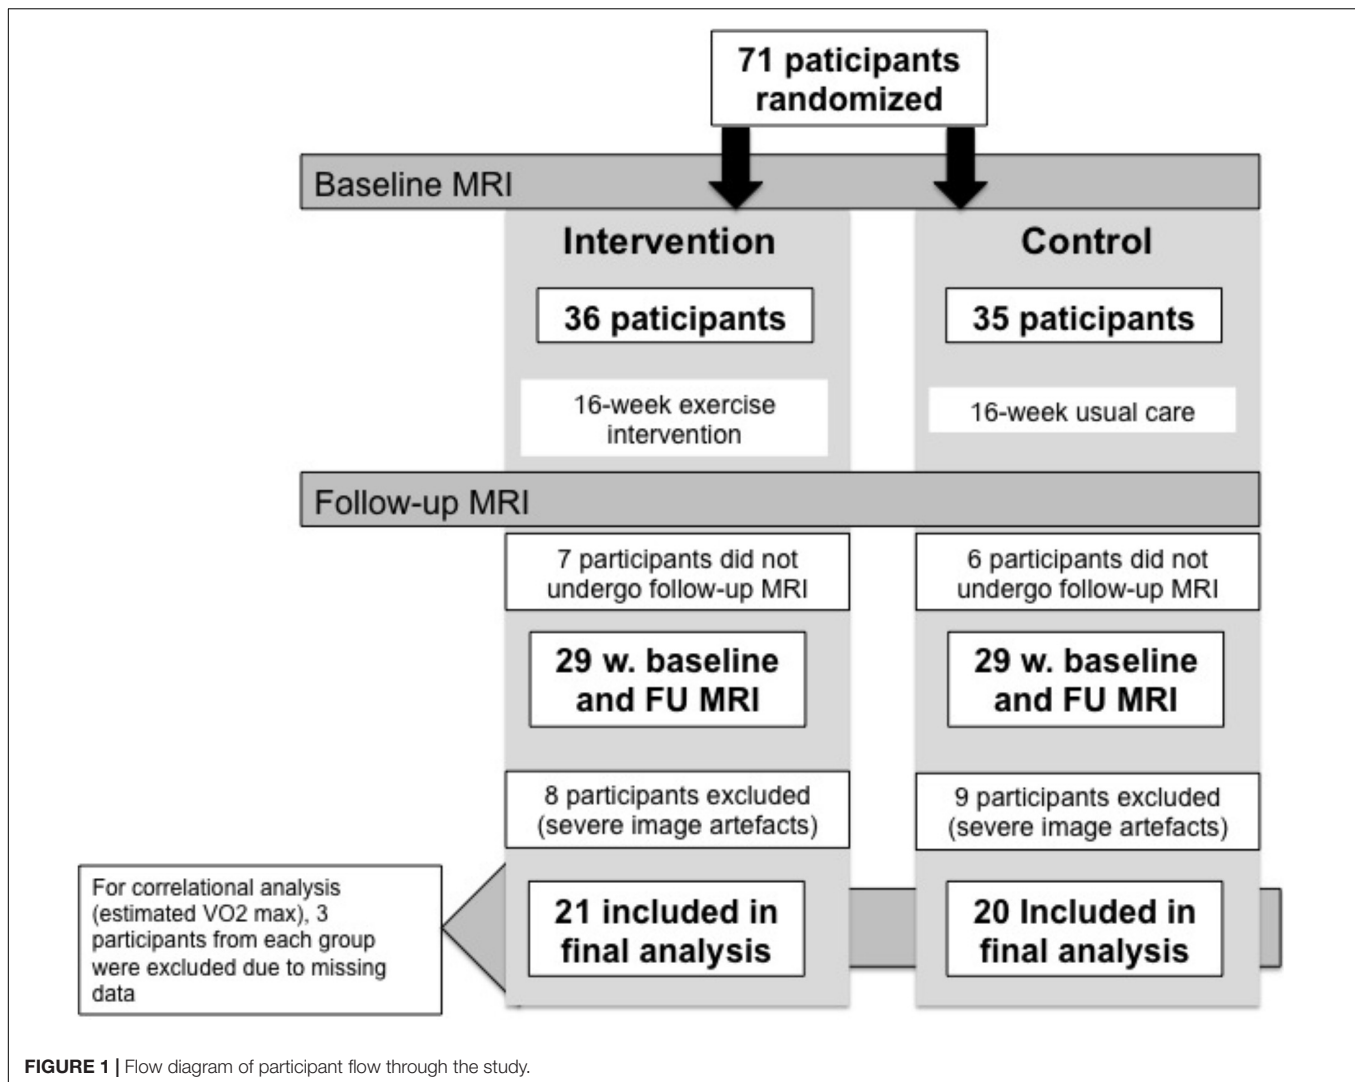 71 paticipants
randomized
Baseline MRI
Intervention
Control
36 paticipants
35 paticipants
16-week exercise
intervention
16-week usual care
Follow-up MRI
7 participants did not
undergo follow-up MRI
6 participants did not
undergo follow-up MRI
29 w. baseline
and FU MRI
29 w. baseline
and FU MRI
8 participants excluded
(severe image artefacts)
9 participants excluded
(severe image artefacts)
For correlational analysis
(estimated VO2 max), 3
participants from each group
were excluded due to missing
data
21 included in
final analysis
20 Included in
final analysis
FIGURE 1 | Flow diagram of participant flow through the study.